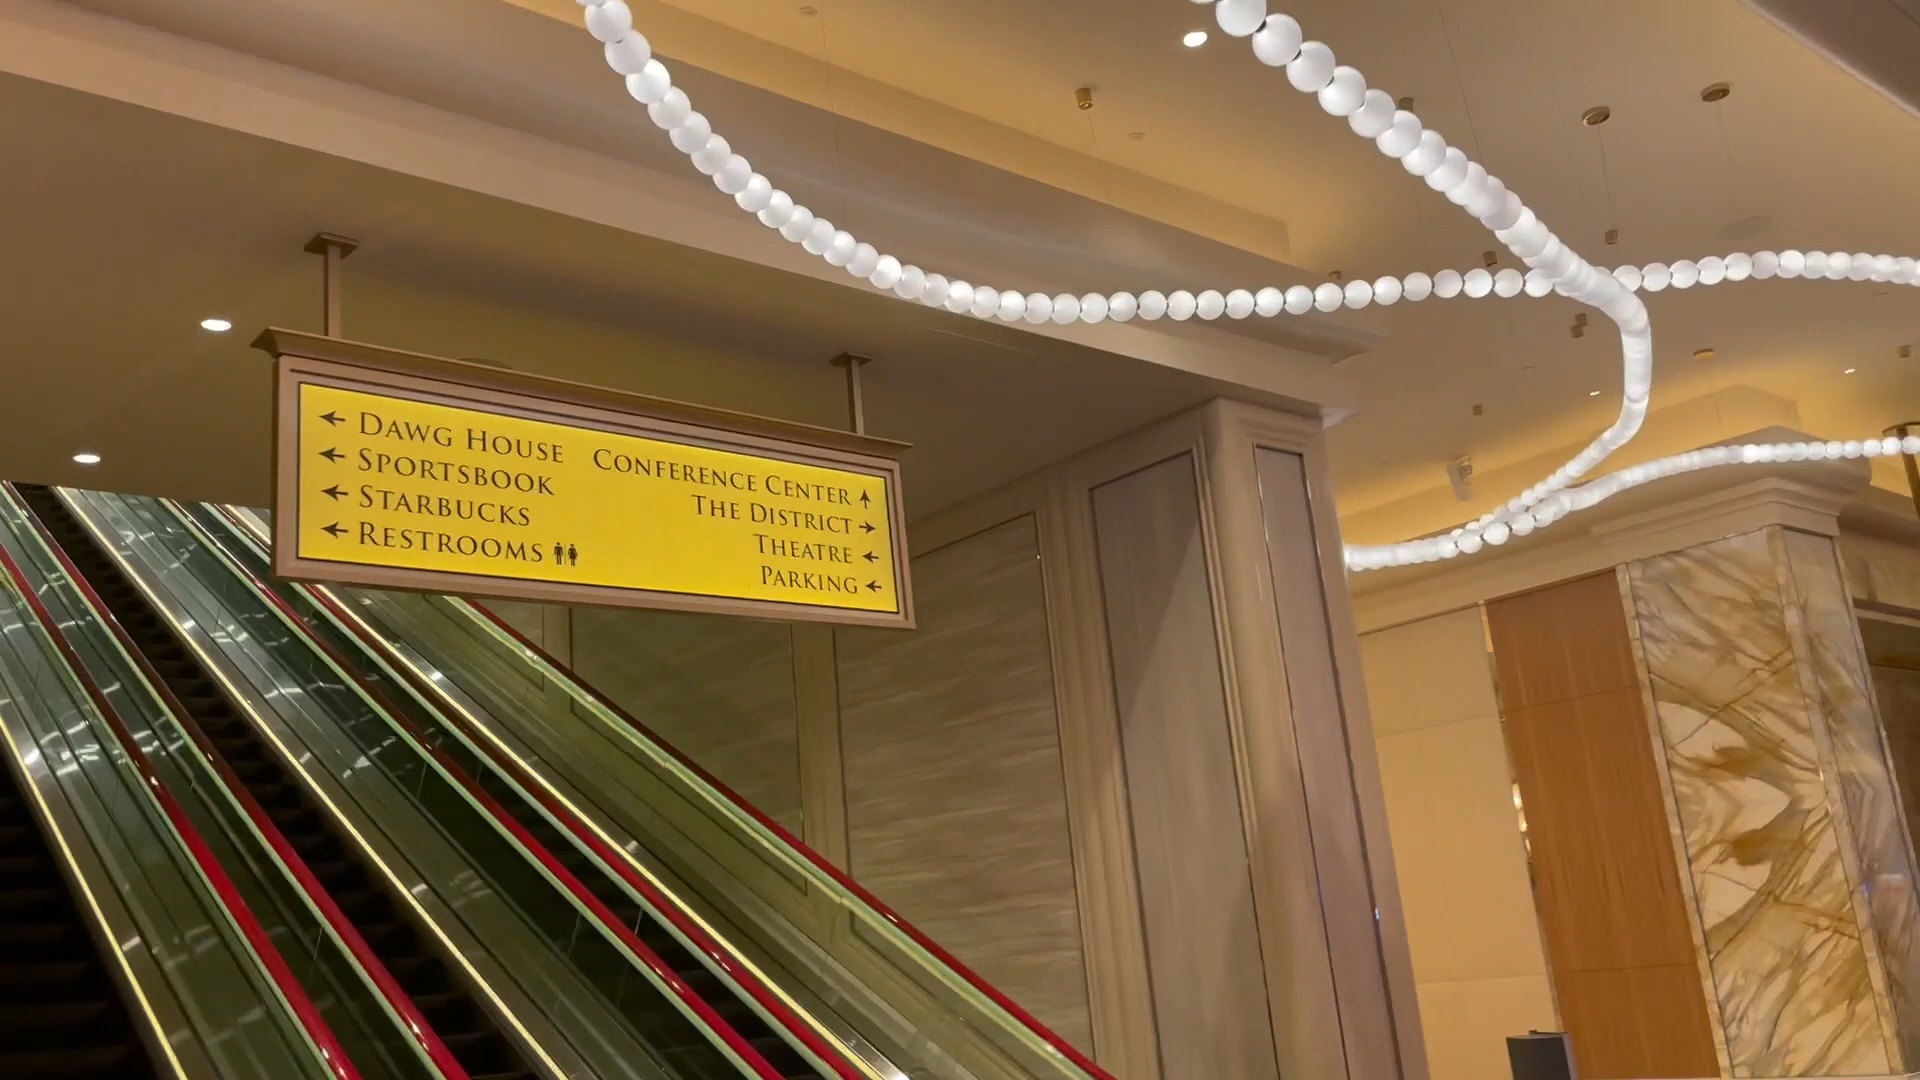 ← DAWG HOUSE
← SPORTSBOOK
← STARBUCKS
← RESTROOMS
CONFERENCE CENTER ↑
THE DISTRICT →
THEATRE ←
PARKING ←